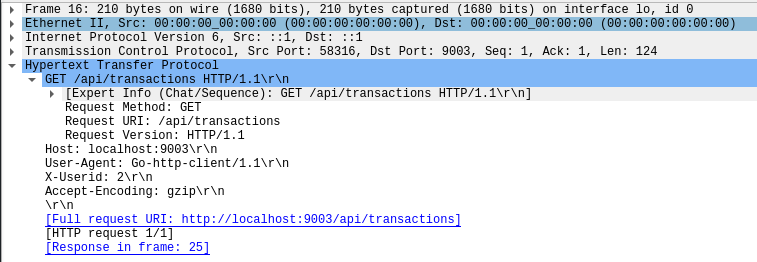 Frame 16: 210 bytes on wire (1680 bits), 210 bytes captured (1680 bits) on interface lo, id 0
Ethernet II, Src: 00:00:00_00:00:00 (00:00:00:00:00:00), Dst: 00:00:00_00:00:00 (00:00:00:00:00:00)
Internet Protocol Version 6, Src: ::1, Dst: ::1
Transmission Control Protocol, Src Port: 58316, Dst Port: 9003, Seq: 1, Ack: 1, Len: 124
Hypertext Transfer Protocol
GET /api/transactions HTTP/1.1\r\n
[Expert Info (Chat/Sequence): GET /api/transactions HTTP/1.1\r\n]
Request Method: GET
Request URI: /api/transactions
Request Version: HTTP/1.1
Host: localhost:9003\r\n
User-Agent: Go-http-client/1.1\r\n
X-Userid: 2\r\n
Accept-Encoding: gzip\r\n
\r\n
[Full request URI: http://localhost:9003/api/transactions]
[HTTP request 1/1]
[Response in frame: 25]